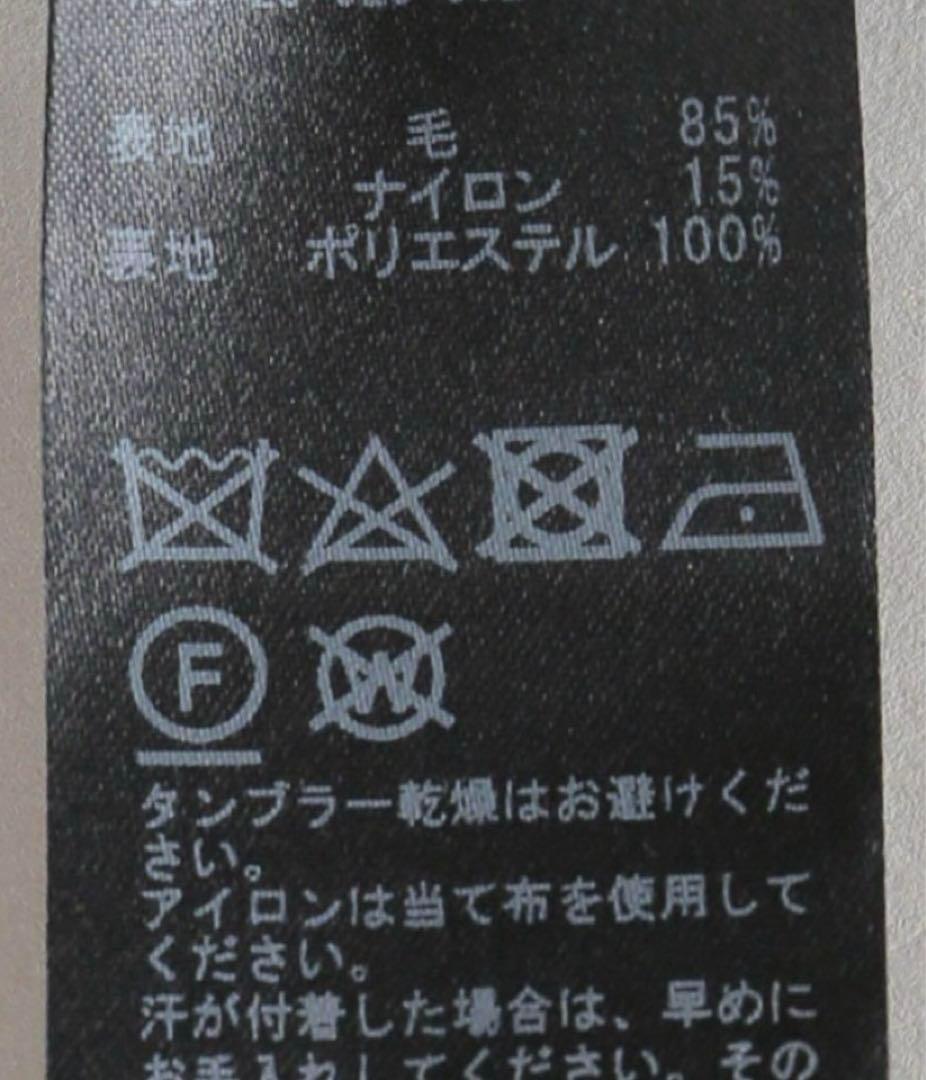 表地 毛 85%
ナイロン 15%
裏地 ポリエステル 100%
F W
タンブラー乾燥はお避けくだ
さい。
アイロンは当て布を使用して
ください。
汗が付着した場合は、早めに
お手入れしてください。その